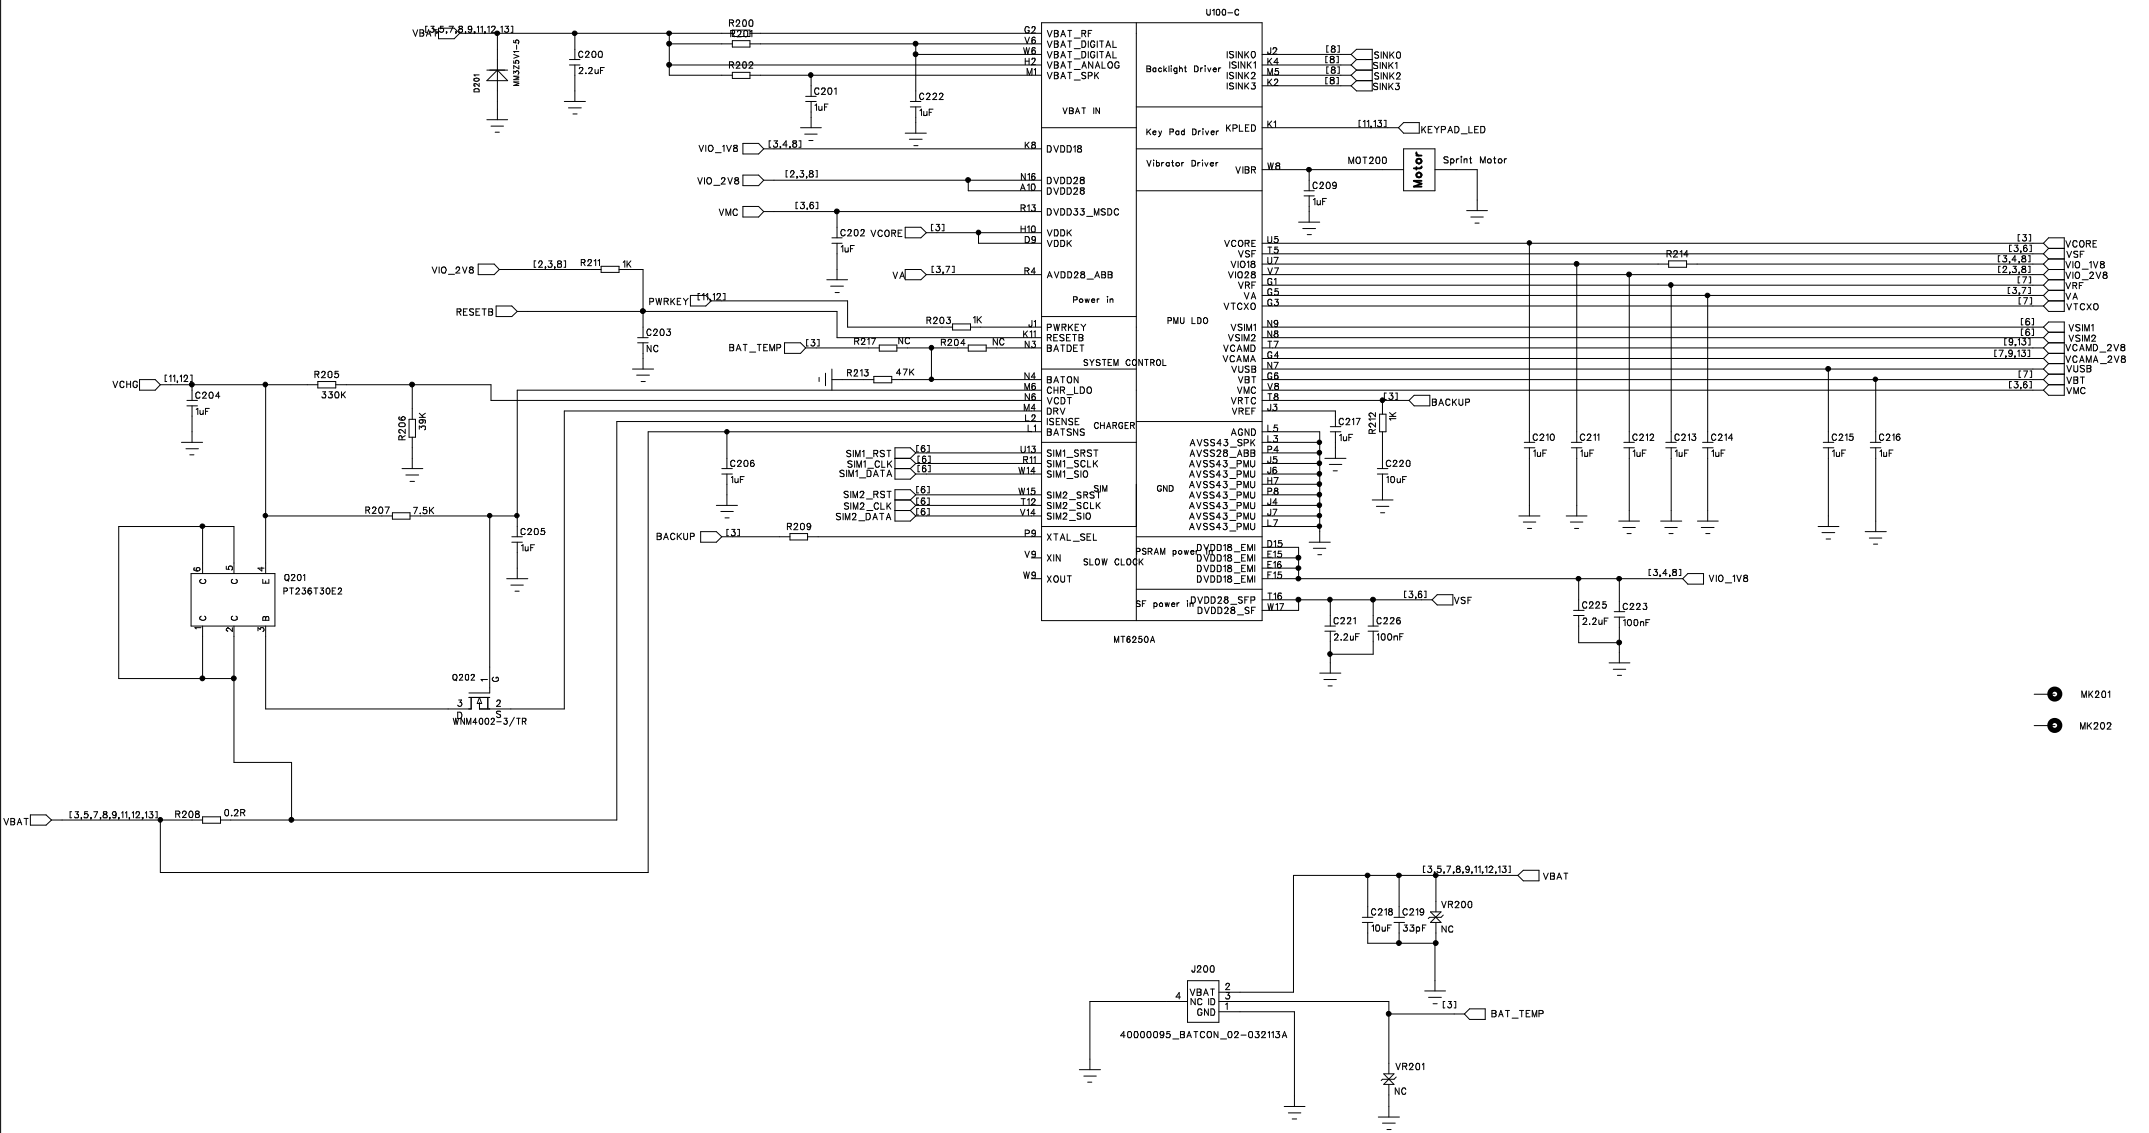 U100-C
VBAT [3,5,7,8,9,11,12,13]
D201 MM3Z5V1-5
C200
2.2uF
R200
R201
R202
C201
1uF
C222
1uF
G2 VBAT_RF
V6 VBAT_DIGITAL
W6 VBAT_DIGITAL
H2 VBAT_ANALOG
M1 VBAT_SPK
VBAT IN
Backlight Driver
ISINK0 J2 [8] SINK0
ISINK1 K4 [8] SINK1
ISINK2 M5 [8] SINK2
ISINK3 K2 [8] SINK3
Key Pad Driver KPLED K1 [11,13] KEYPAD_LED
Vibrator Driver
VIBR W8
MOT200 Motor Sprint Motor
C209
1uF
VIO_1V8 [3,4,8] K8 DVDD18
VIO_2V8 [2,3,8] N16 DVDD28
A10 DVDD28
VMC [3,6] R13 DVDD33_MSDC
C202
1uF
VCORE [3] H10 VDDK
D9 VDDK
VA [3,7] R4 AVDD28_ABB
Power in
VIO_2V8 [2,3,8] R211 1K
PWRKEY [11,12]
RESETB
C203
NC
R203 1K
J1 PWRKEY
K11 RESETB
N3 BATDET
BAT_TEMP [3] R217 NC R204 NC
SYSTEM CONTROL
R213 47K
N4 BATON
M6 CHR_LDO
N6 VCDT
M4 DRV
L2 ISENSE
L1 BATSNS
CHARGER
VCHG [11,12]
C204
1uF
R205
330K
R206
39K
C206
1uF
R207 7.5K
C205
1uF
SIM1_RST [6] U13 SIM1_SRST
SIM1_CLK [6] R11 SIM1_SCLK
SIM1_DATA [6] W14 SIM1_SIO
SIM
SIM2_RST [6] W15 SIM2_SRST
SIM2_CLK [6] T12 SIM2_SCLK
SIM2_DATA [6] V14 SIM2_SIO
BACKUP [3] R209 P9 XTAL_SEL
V9 XIN
SLOW CLOCK
W9 XOUT
PMU LDO
VCORE U5 [3] VCORE
VSF T5 [3,6] VSF
VIO18 U7 R214 [3,4,8] VIO_1V8
VIO28 V7 [2,3,8] VIO_2V8
VRF G1 [7] VRF
VA G5 [3,7] VA
VTCXO G3 [7] VTCXO
VSIM1 N9 [6] VSIM1
VSIM2 N8 [6] VSIM2
VCAMD T7 [9,13] VCAMD_2V8
VCAMA G4 [7,9,13] VCAMA_2V8
VUSB N7 VUSB
VBT G6 [7] VBT
VMC V8 [3,6] VMC
VRTC T8 [3] BACKUP
VREF J3
C217
1uF
R212
1K
C220
10uF
C210
1uF
C211
1uF
C212
1uF
C213
1uF
C214
1uF
C215
1uF
C216
1uF
GND
AGND L5
AVSS43_SPK L3
AVSS28_ABB P4
AVSS43_PMU J5
AVSS43_PMU J6
AVSS43_PMU H7
AVSS43_PMU P8
AVSS43_PMU J4
AVSS43_PMU J7
AVSS43_PMU L7
PSRAM power in
DVDD18_EMI D15
DVDD18_EMI E15
DVDD18_EMI E16
DVDD18_EMI F15
[3,4,8] VIO_1V8
SF power in
DVDD28_SFP T16
DVDD28_SF W17
[3,6] VSF
C221
2.2uF
C226
100nF
C225
2.2uF
C223
100nF
MT6250A
6 C
5 C
4 E
Q201
PT236T30E2
1 C
2 C
3 B
Q202
1 G
3 D
2 S
WNM4002-3/TR
MK201
MK202
VBAT [3,5,7,8,9,11,12,13] R208 0.2R
[3,5,7,8,9,11,12,13] VBAT
C218
10uF
C219
33pF
VR200
NC
J200
VBAT 2
4 NC ID 3
GND 1
40000095_BATCON_02-032113A
[3] BAT_TEMP
VR201
NC